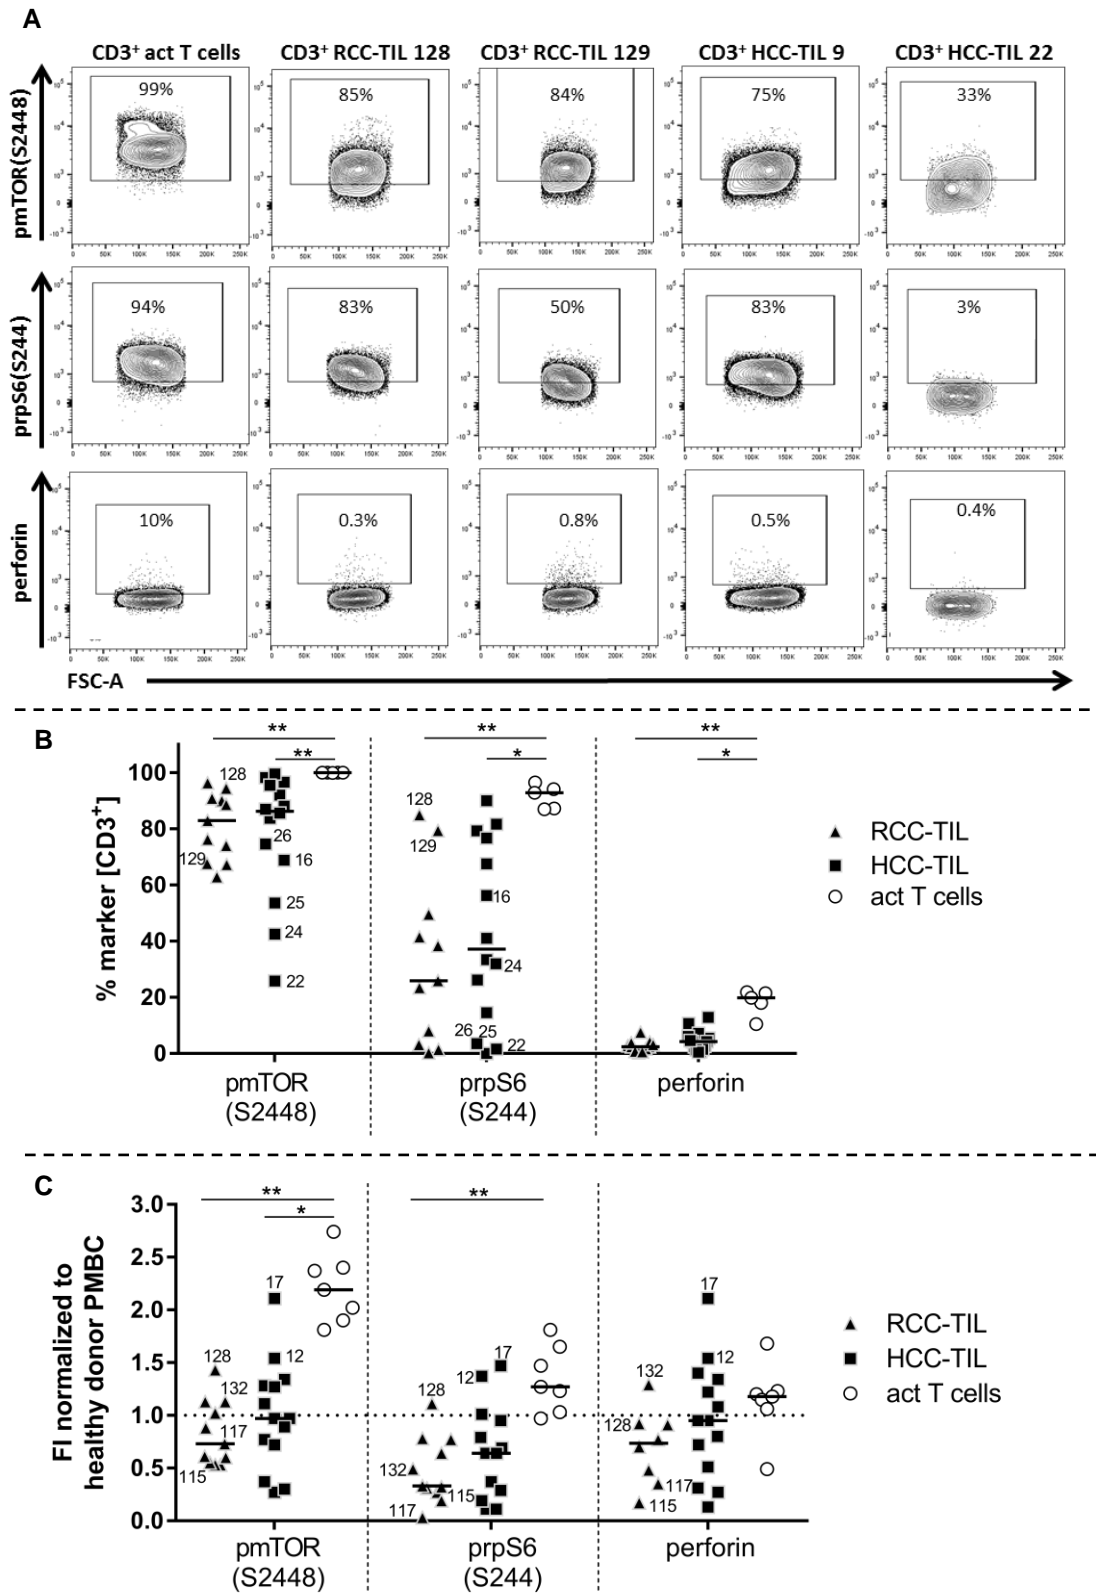 A
CD3+ act T cells CD3+ RCC-TIL 128 CD3+ RCC-TIL 129 CD3+ HCC-TIL 9 CD3+ HCC-TIL 22
pmTOR(S2448)
99% 85% 84% 75% 33%
prpS6(S244)
94% 83% 50% 83% 3%
perforin
10% 0.3% 0.8% 0.5% 0.4%
FSC-A
B
** ** **
** * *
% marker [CD3+]
100
80
60
40
20
0
128
129
26
16
25
24
22
128
129
16
24
26 25
22
pmTOR prpS6 perforin
(S2448) (S244)
RCC-TIL
HCC-TIL
act T cells
C
** **
*
FI normalized to
healthy donor PMBC
3.0
2.5
2.0
1.5
1.0
0.5
0.0
17
128 12
132
117
115
17
12
128
132
115
117
17
132 12
128
117
115
pmTOR prpS6 perforin
(S2448) (S244)
RCC-TIL
HCC-TIL
act T cells